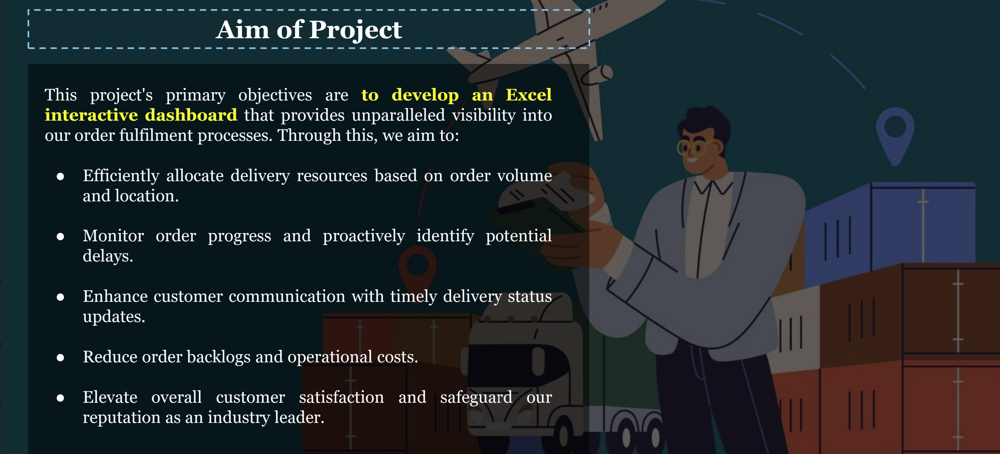 Aim of Project
This project's primary objectives are to develop an Excel
interactive dashboard that provides unparalleled visibility into
our order fulfilment processes. Through this, we aim to:
● Efficiently allocate delivery resources based on order volume
and location.
● Monitor order progress and proactively identify potential
delays.
● Enhance customer communication with timely delivery status
updates.
● Reduce order backlogs and operational costs.
● Elevate overall customer satisfaction and safeguard our
reputation as an industry leader.